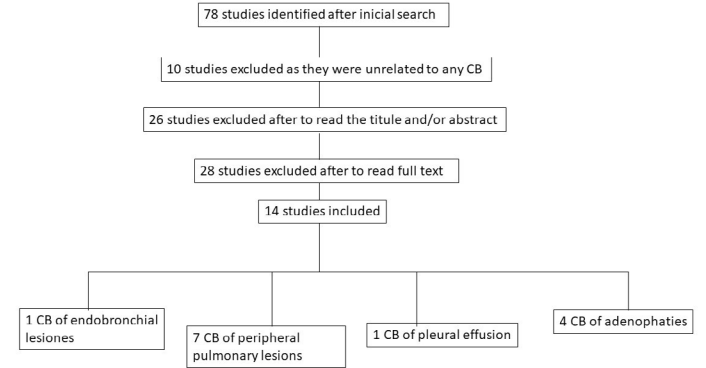 78 studies identified after inicial search
10 studies excluded as they were unrelated to any CB
26 studies excluded after to read the titule and/or abstract
28 studies excluded after to read full text
14 studies included
1 CB of endobronchial
lesiones
7 CB of peripheral
pulmonary lesions
1 CB of pleural effusion
4 CB of adenophaties